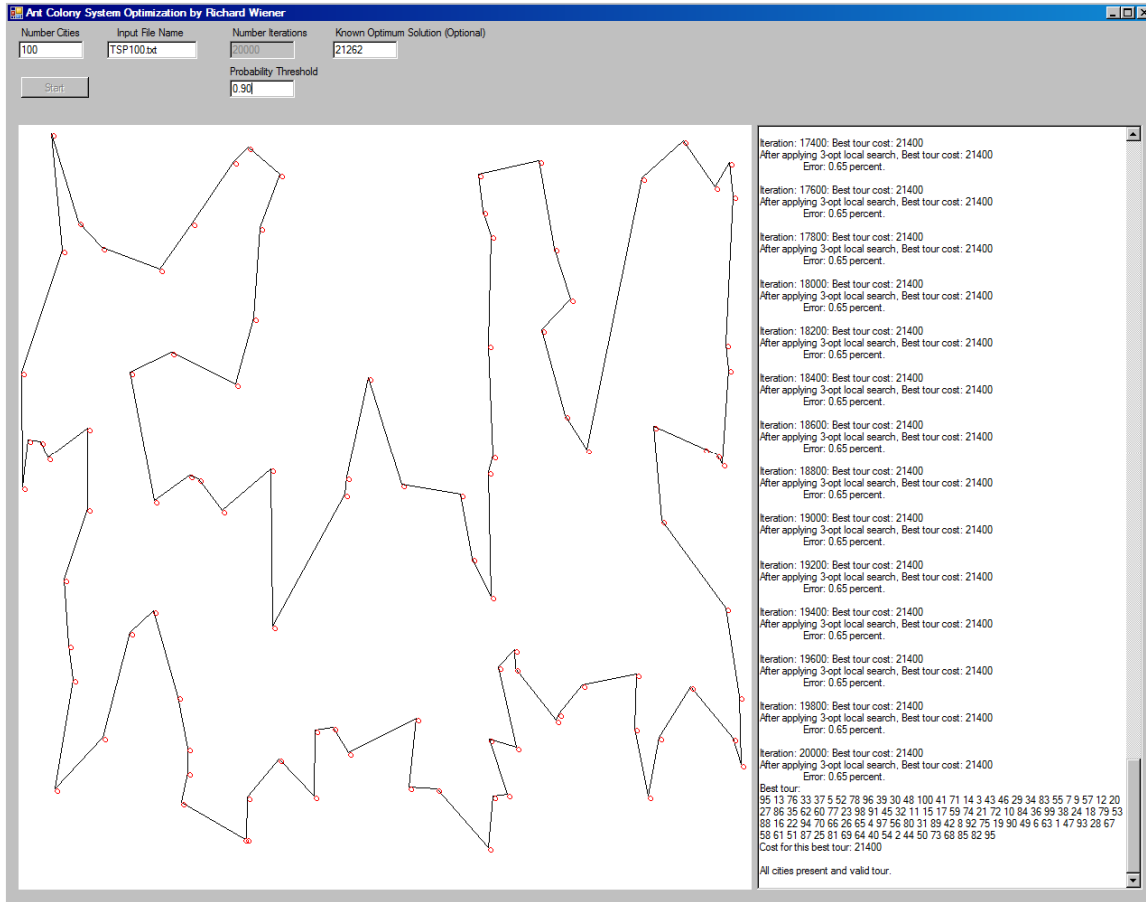 Ant Colony System Optimization by Richard Wiener
Number Cities
Input File Name
Number Iterations
Known Optimum Solution (Optional)
100
TSP100.txt
20000
21262
Probability Threshold
Start
0.90
Iteration: 17400: Best tour cost: 21400
After applying 3-opt local search, Best tour cost: 21400
Error: 0.65 percent.
Iteration: 17600: Best tour cost: 21400
After applying 3-opt local search, Best tour cost: 21400
Error: 0.65 percent.
Iteration: 17800: Best tour cost: 21400
After applying 3-opt local search, Best tour cost: 21400
Error: 0.65 percent.
Iteration: 18000: Best tour cost: 21400
After applying 3-opt local search, Best tour cost: 21400
Error: 0.65 percent.
Iteration: 18200: Best tour cost: 21400
After applying 3-opt local search, Best tour cost: 21400
Error: 0.65 percent.
Iteration: 18400: Best tour cost: 21400
After applying 3-opt local search, Best tour cost: 21400
Error: 0.65 percent.
Iteration: 18600: Best tour cost: 21400
After applying 3-opt local search, Best tour cost: 21400
Error: 0.65 percent.
Iteration: 18800: Best tour cost: 21400
After applying 3-opt local search, Best tour cost: 21400
Error: 0.65 percent.
Iteration: 19000: Best tour cost: 21400
After applying 3-opt local search, Best tour cost: 21400
Error: 0.65 percent.
Iteration: 19200: Best tour cost: 21400
After applying 3-opt local search, Best tour cost: 21400
Error: 0.65 percent.
Iteration: 19400: Best tour cost: 21400
After applying 3-opt local search, Best tour cost: 21400
Error: 0.65 percent.
Iteration: 19600: Best tour cost: 21400
After applying 3-opt local search, Best tour cost: 21400
Error: 0.65 percent.
Iteration: 19800: Best tour cost: 21400
After applying 3-opt local search, Best tour cost: 21400
Error: 0.65 percent.
Iteration: 20000: Best tour cost: 21400
After applying 3-opt local search, Best tour cost: 21400
Error: 0.65 percent.
Best tour:
95 13 76 33 37 5 52 78 96 39 30 48 100 41 71 14 3 43 46 29 34 83 55 7 9 57 12 20
27 86 35 62 60 77 23 98 91 45 32 11 15 17 59 74 21 72 10 84 36 99 38 24 18 79 53
88 16 22 94 70 66 26 65 4 97 56 80 31 89 42 8 92 75 19 90 49 6 63 1 47 93 28 67
58 61 51 87 25 81 69 64 40 54 2 44 50 73 68 85 82 95
Cost for this best tour: 21400
All cities present and valid tour.